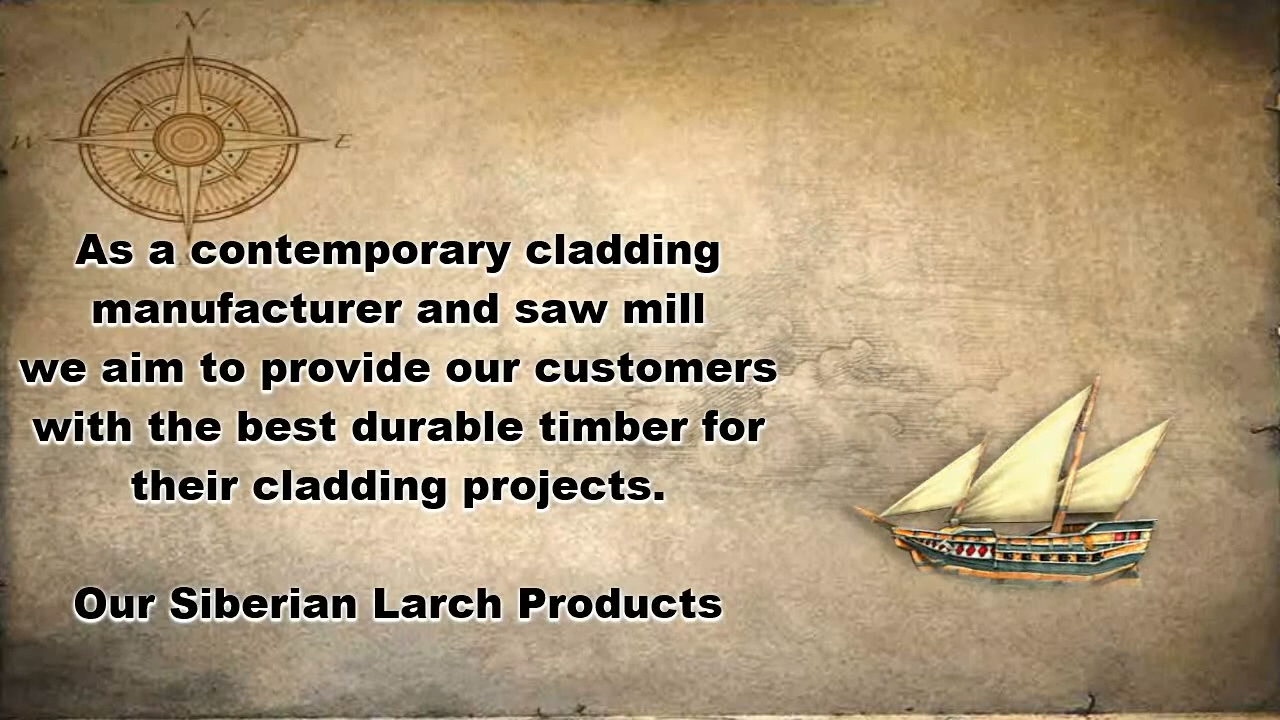 N
W E
As a contemporary cladding
manufacturer and saw mill
we aim to provide our customers
with the best durable timber for
their cladding projects.
Our Siberian Larch Products